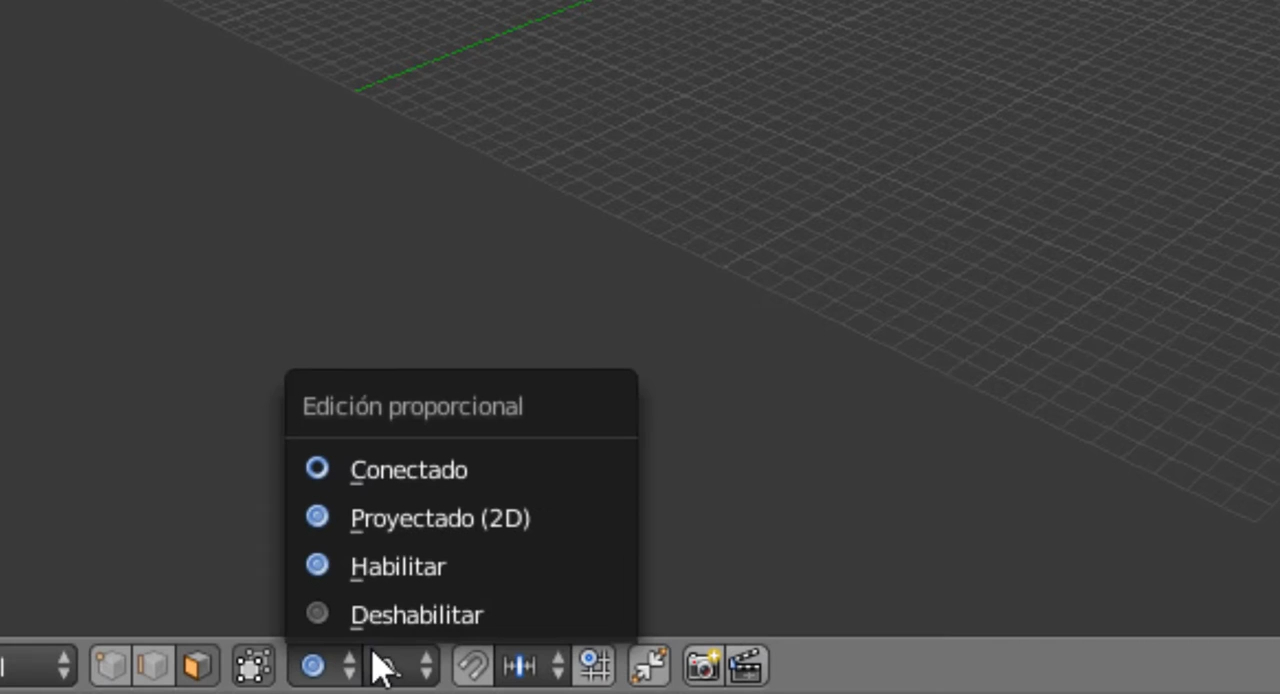 Edición proporcional
Conectado
Proyectado (2D)
Habilitar
Deshabilitar